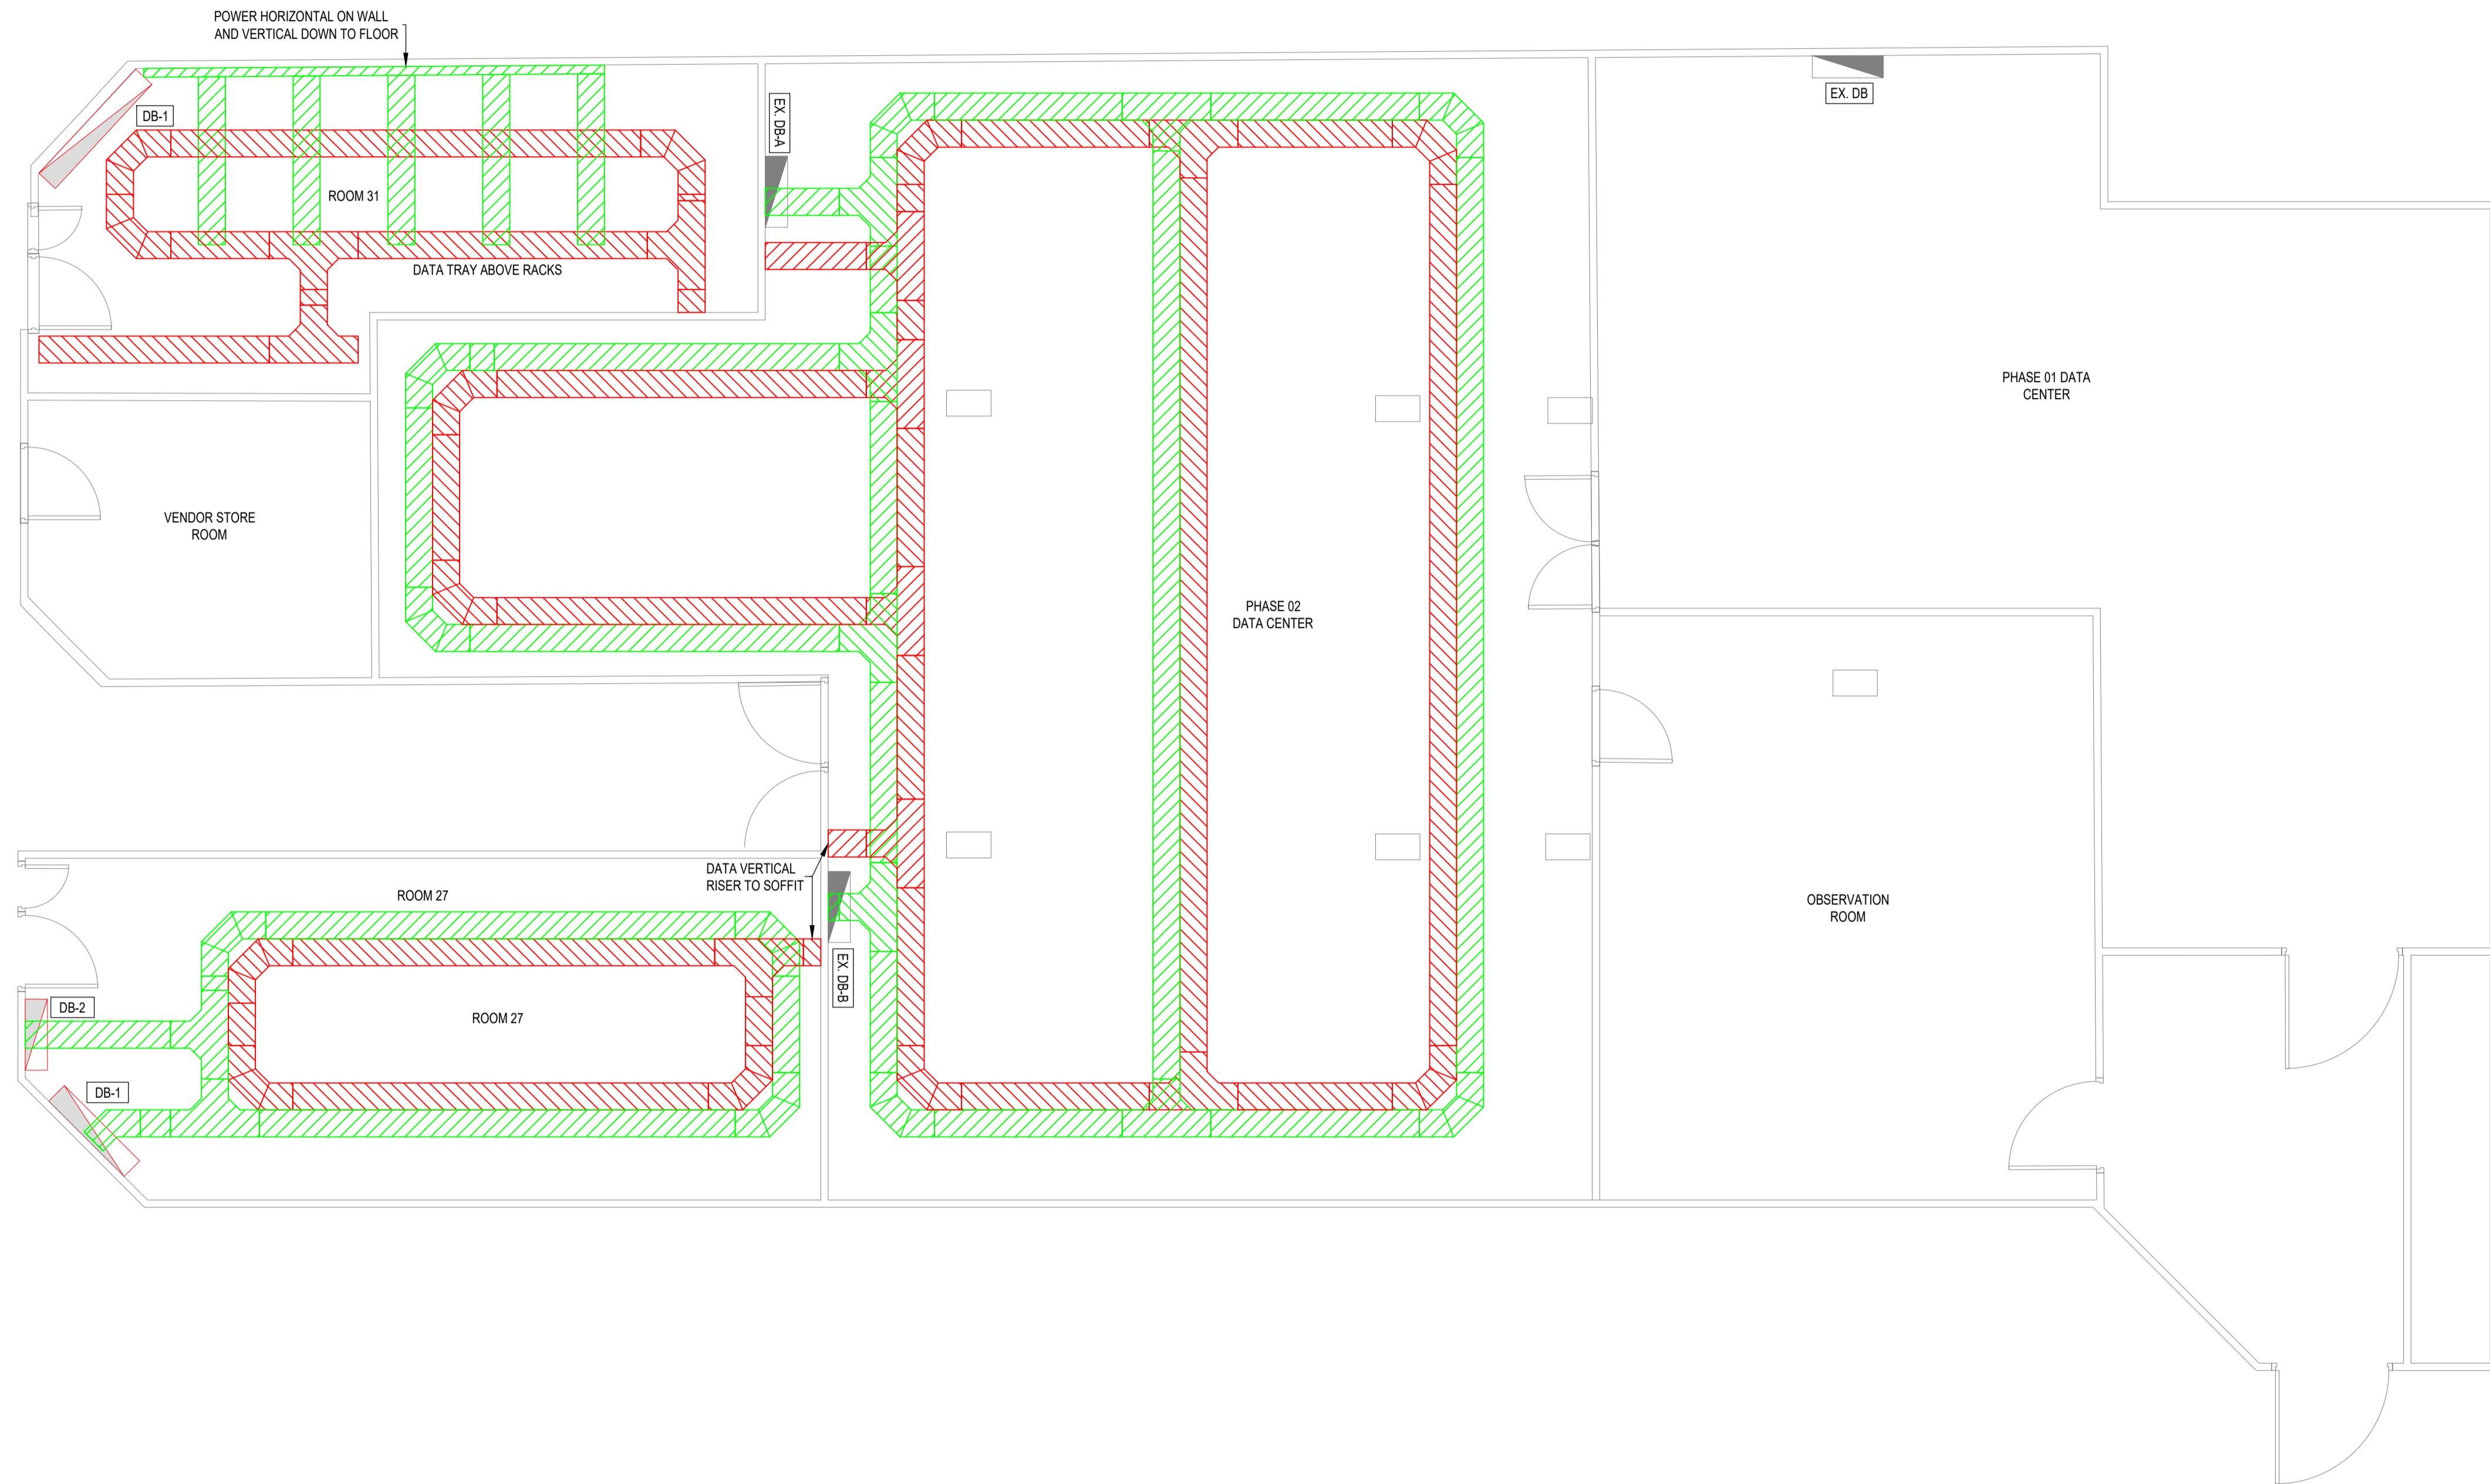 POWER HORIZONTAL ON WALL
AND VERTICAL DOWN TO FLOOR
EX. DB
DB-1
EX. DB-A
ROOM 31
DATA TRAY ABOVE RACKS
PHASE 01 DATA
CENTER
VENDOR STORE
ROOM
PHASE 02
DATA CENTER
DATA VERTICAL
RISER TO SOFFIT
ROOM 27
OBSERVATION
ROOM
EX. DB-B
DB-2
ROOM 27
DB-1